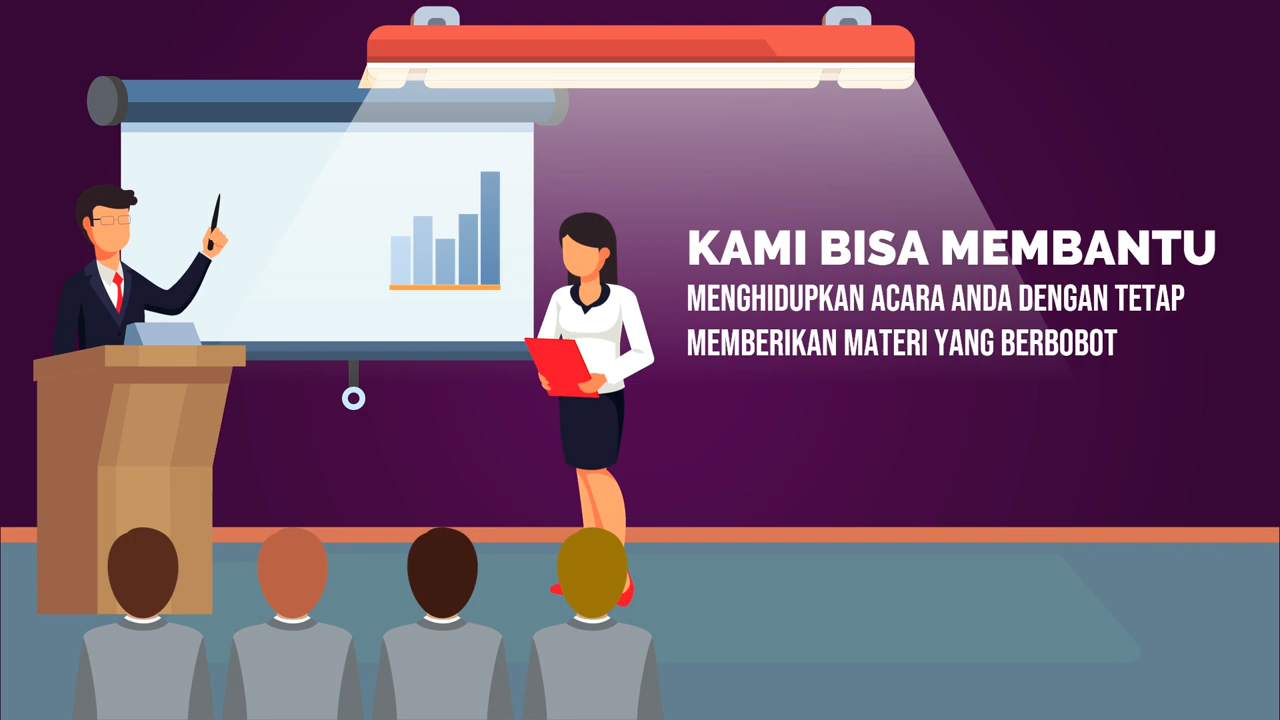 KAMI BISA MEMBANTU
MENGHIDUPKAN ACARA ANDA DENGAN TETAP
MEMBERIKAN MATERI YANG BERBOBOT